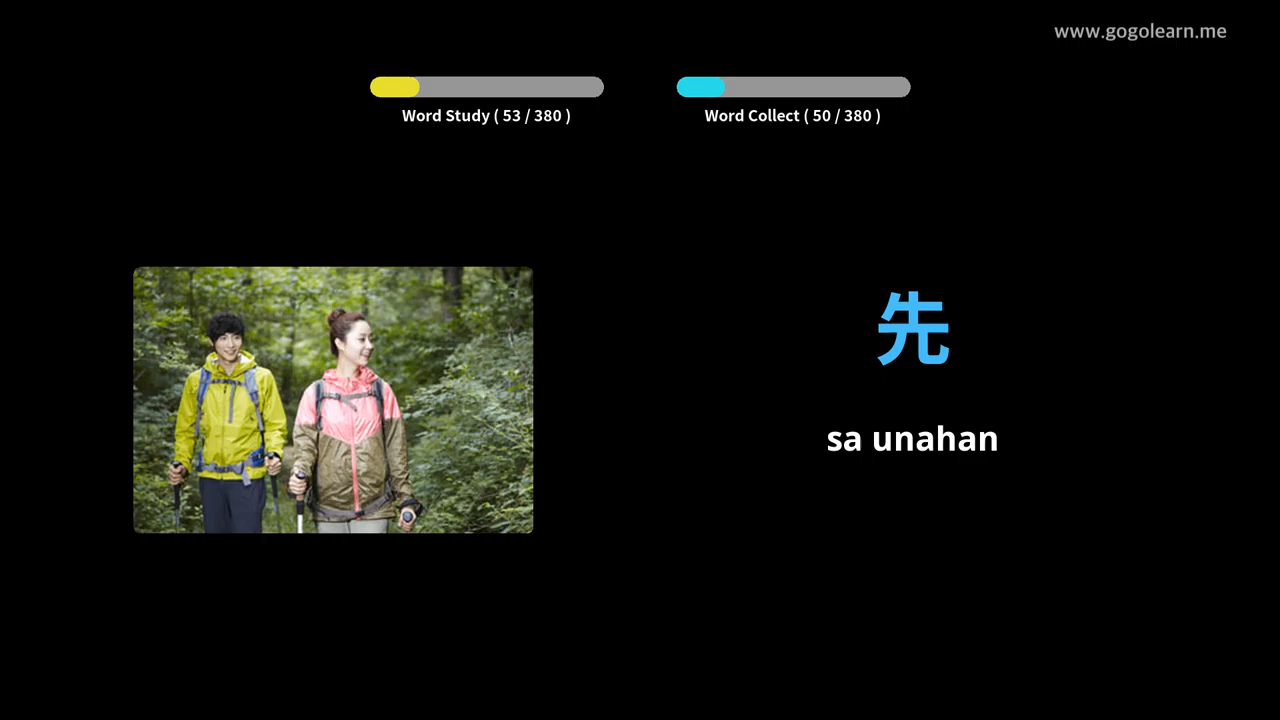 www.gogolearn.me
Word Study ( 53 / 380 )
Word Collect ( 50 / 380 )
先
sa unahan